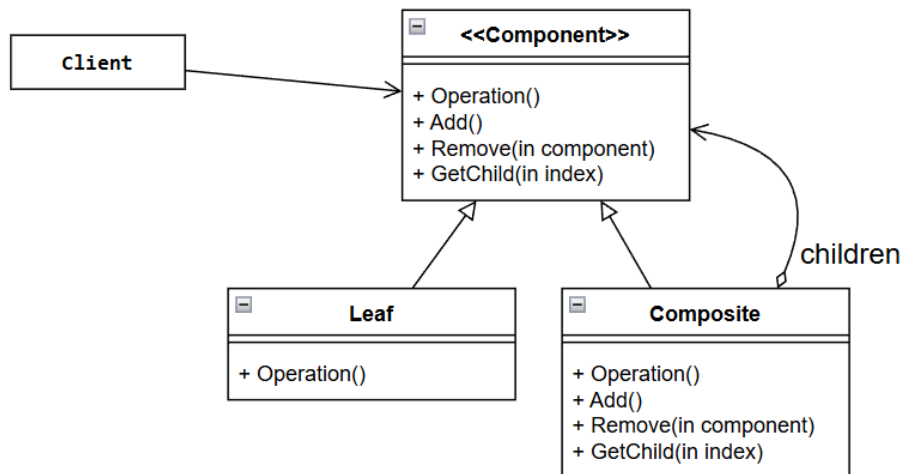 Client
<<Component>>
+ Operation()
+ Add()
+ Remove(in component)
+ GetChild(in index)
children
Leaf
+ Operation()
Composite
+ Operation()
+ Add()
+ Remove(in component)
+ GetChild(in index)